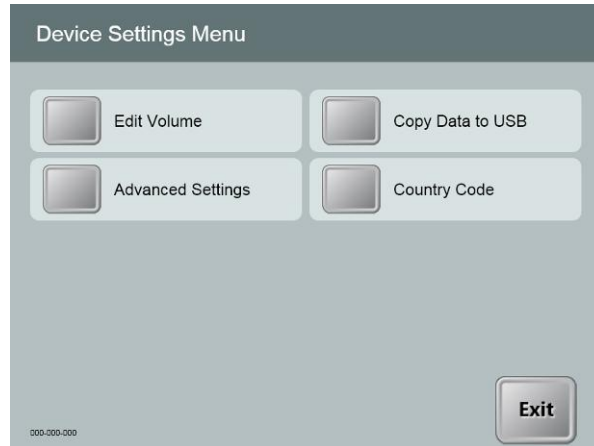 Device Settings Menu
Edit Volume
Copy Data to USB
Advanced Settings
Country Code
Exit
000-000-000